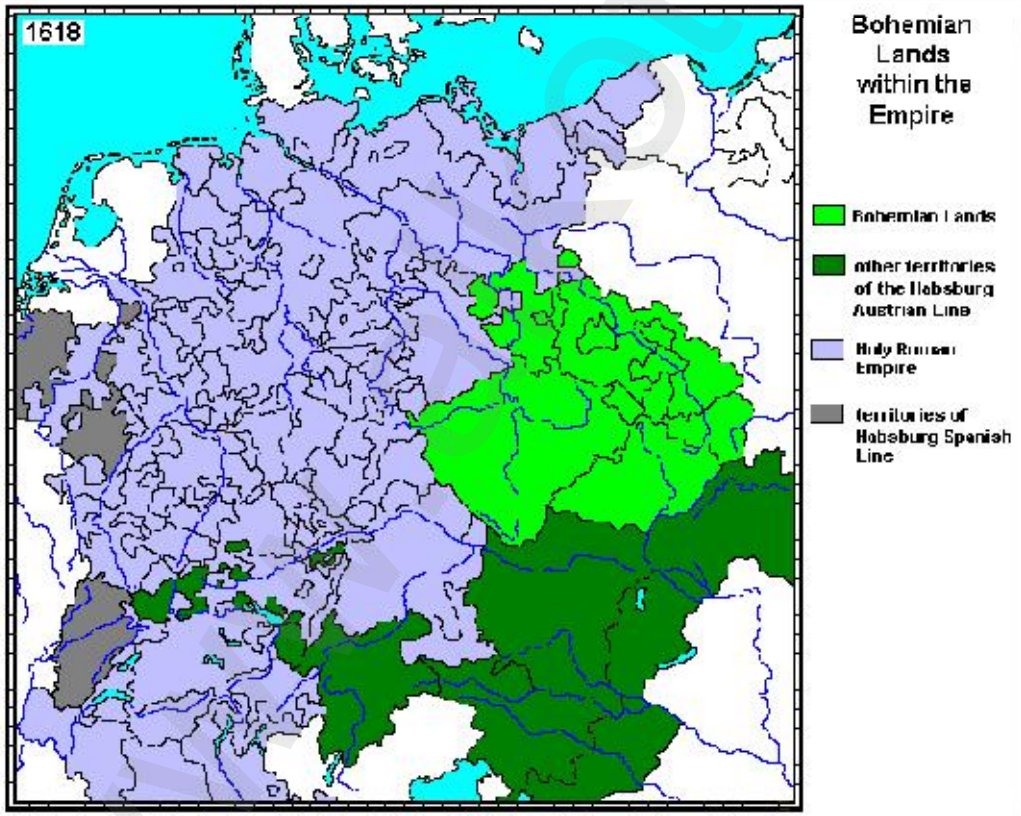 1618
Bohemian
Lands
within the
Empire
Bohemian Lands
other territories
of the Habsburg
Austrian Line
Holy Roman
Empire
territories of
Habsburg Spanish
Line